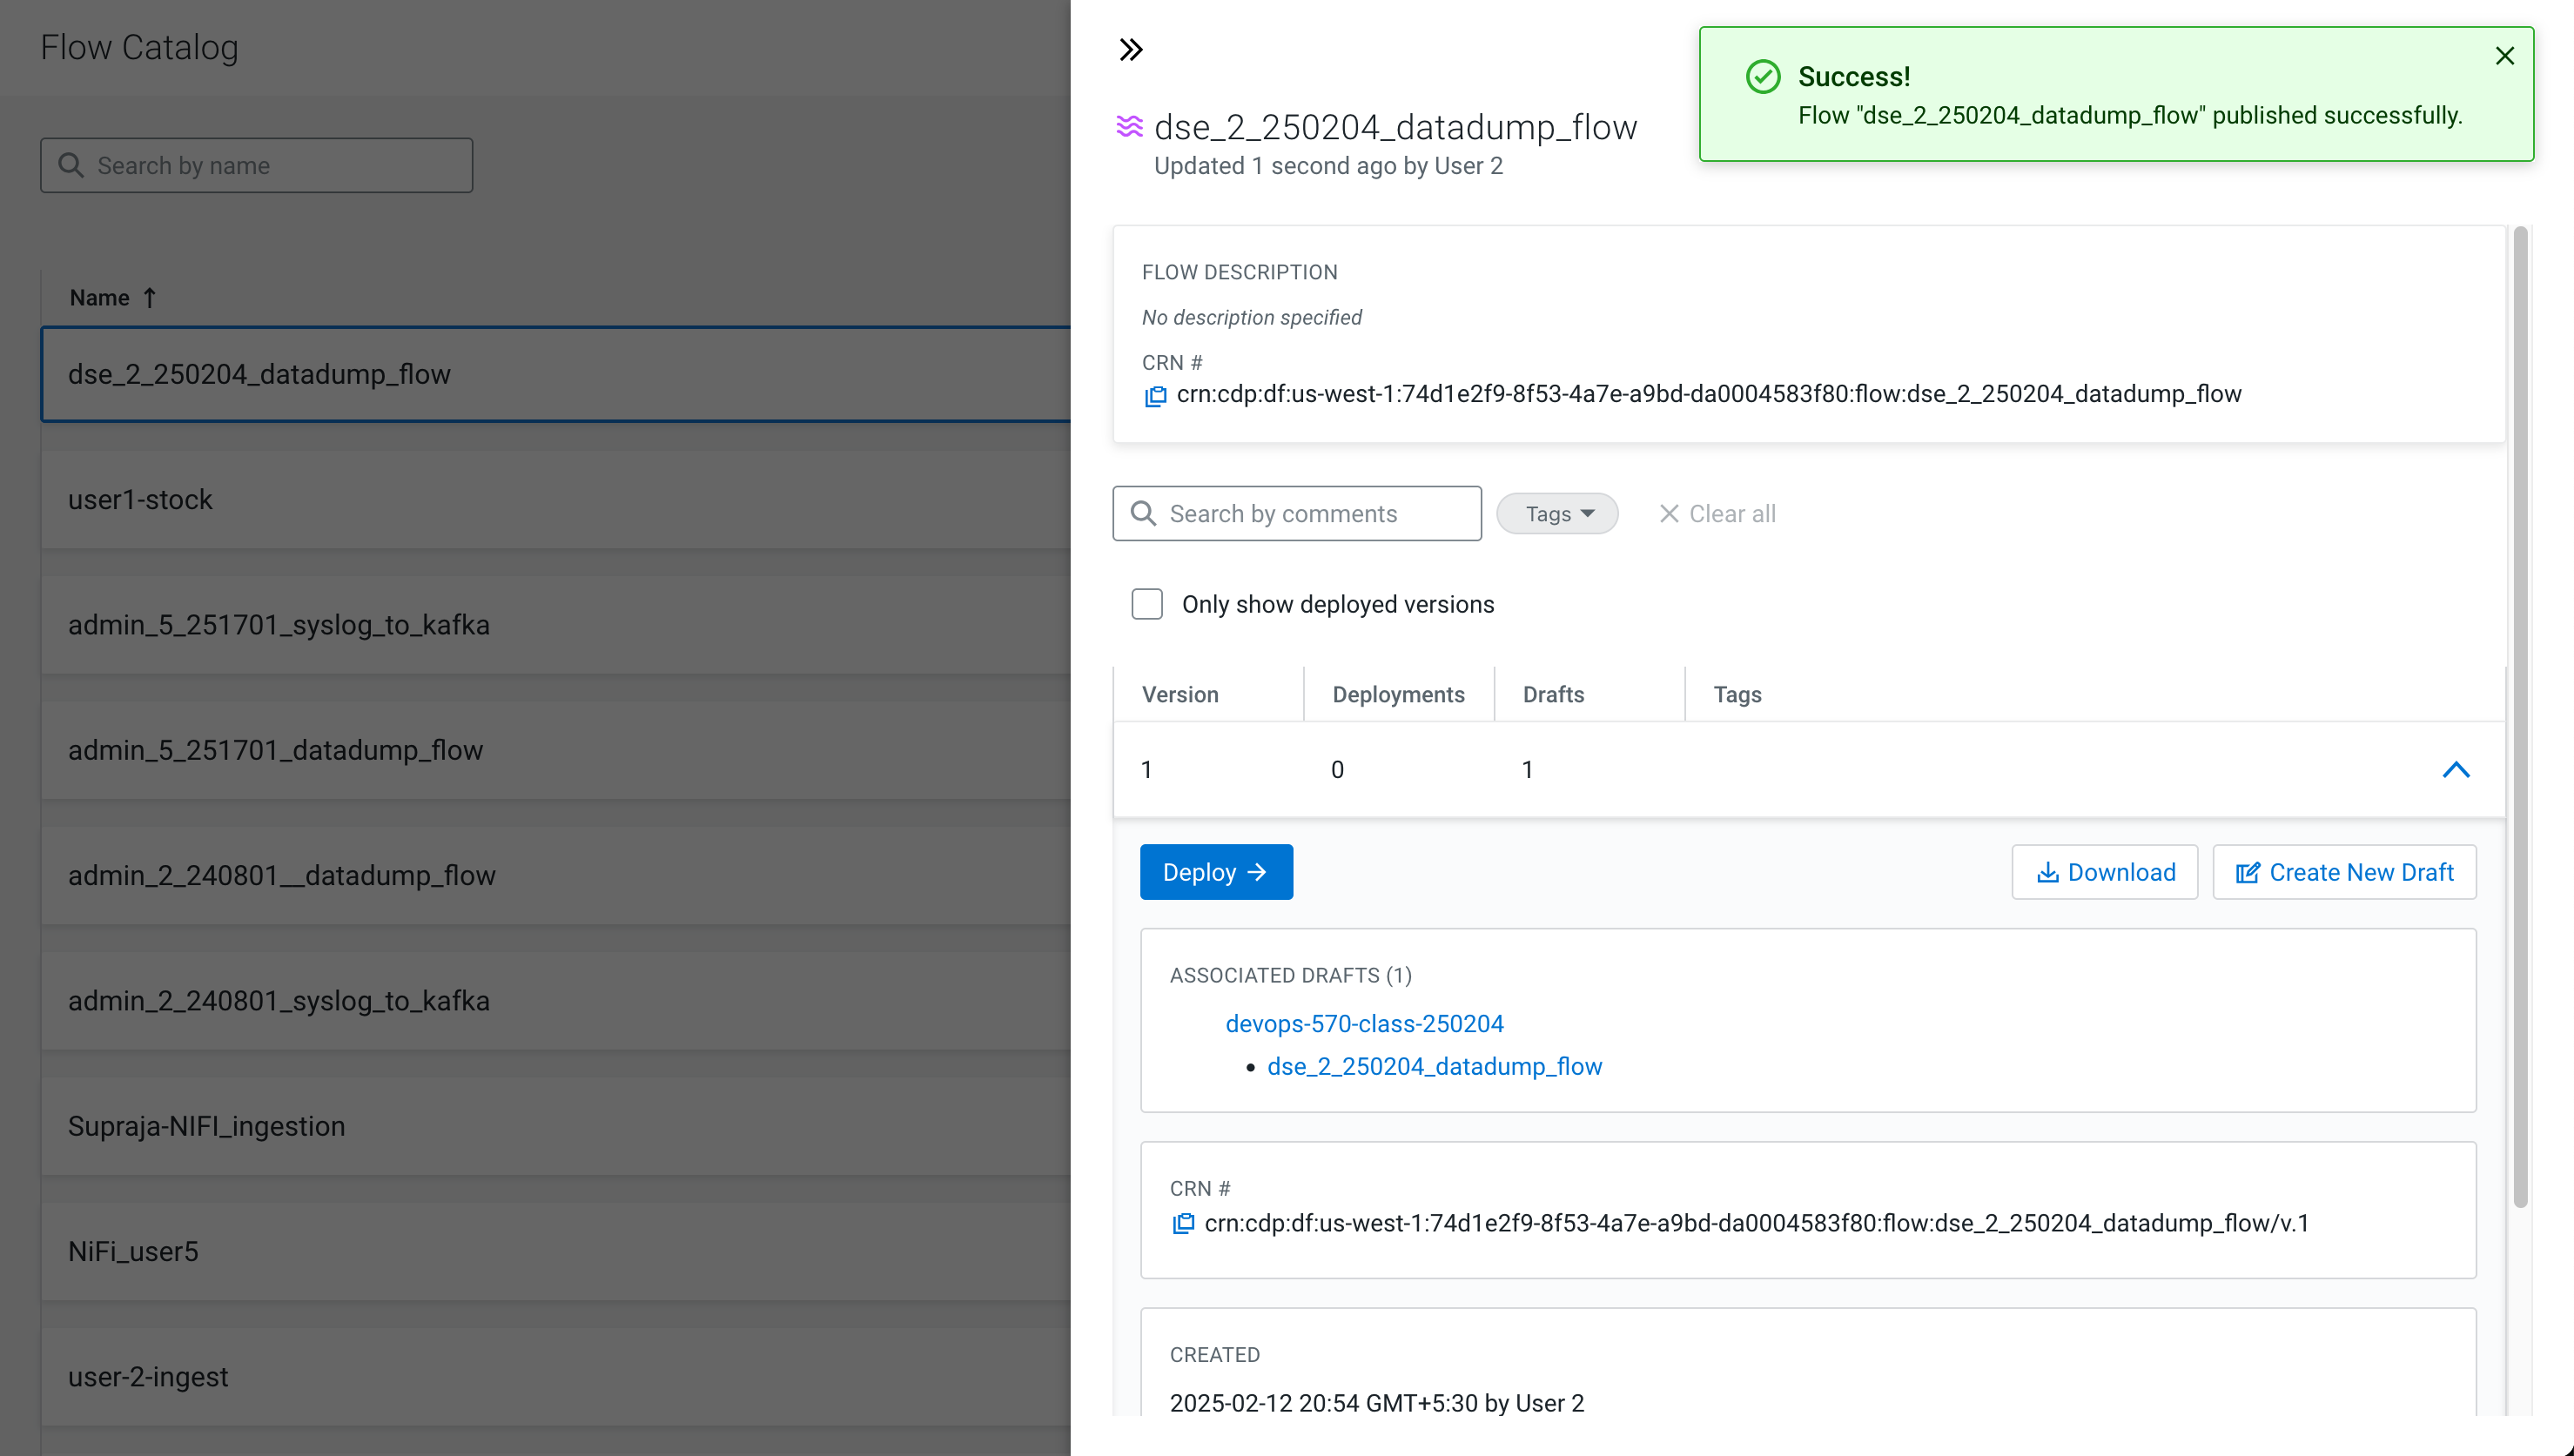 Flow Catalog
Search by name
Name ↑
dse_2_250204_datadump_flow
user1-stock
admin_5_251701_syslog_to_kafka
admin_5_251701_datadump_flow
admin_2_240801__datadump_flow
admin_2_240801_syslog_to_kafka
Supraja-NIFI_ingestion
NiFi_user5
user-2-ingest
Success!
Flow "dse_2_250204_datadump_flow" published successfully.
dse_2_250204_datadump_flow
Updated 1 second ago by User 2
FLOW DESCRIPTION
No description specified
CRN #
crn:cdp:df:us-west-1:74d1e2f9-8f53-4a7e-a9bd-da0004583f80:flow:dse_2_250204_datadump_flow
Search by comments Tags Clear all
Only show deployed versions
Version Deployments Drafts Tags
1 0 1
Deploy → Download Create New Draft
ASSOCIATED DRAFTS (1)
devops-570-class-250204
• dse_2_250204_datadump_flow
CRN #
crn:cdp:df:us-west-1:74d1e2f9-8f53-4a7e-a9bd-da0004583f80:flow:dse_2_250204_datadump_flow/v.1
CREATED
2025-02-12 20:54 GMT+5:30 by User 2